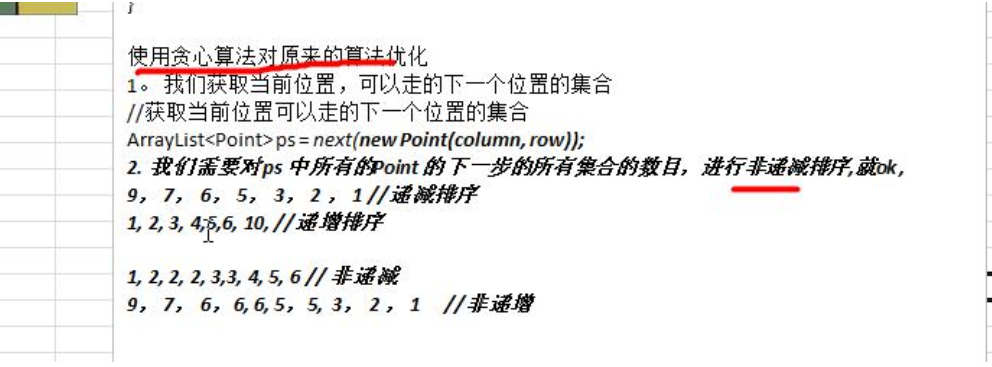 }
使用贪心算法对原来的算法优化
1。 我们获取当前位置，可以走的下一个位置的集合
//获取当前位置可以走的下一个位置的集合
ArrayList<Point> ps = next(new Point(column, row));
2. 我们需要对ps 中所有的Point 的下一步的所有集合的数目，进行非递减排序,就ok，
9， 7， 6， 5， 3， 2 ， 1 // 递减排序
1, 2, 3, 4,5,6, 10, // 递增排序
1, 2, 2, 2, 3,3, 4, 5, 6 // 非递减
9， 7， 6， 6, 6, 5， 5, 3， 2 ， 1 //非递增